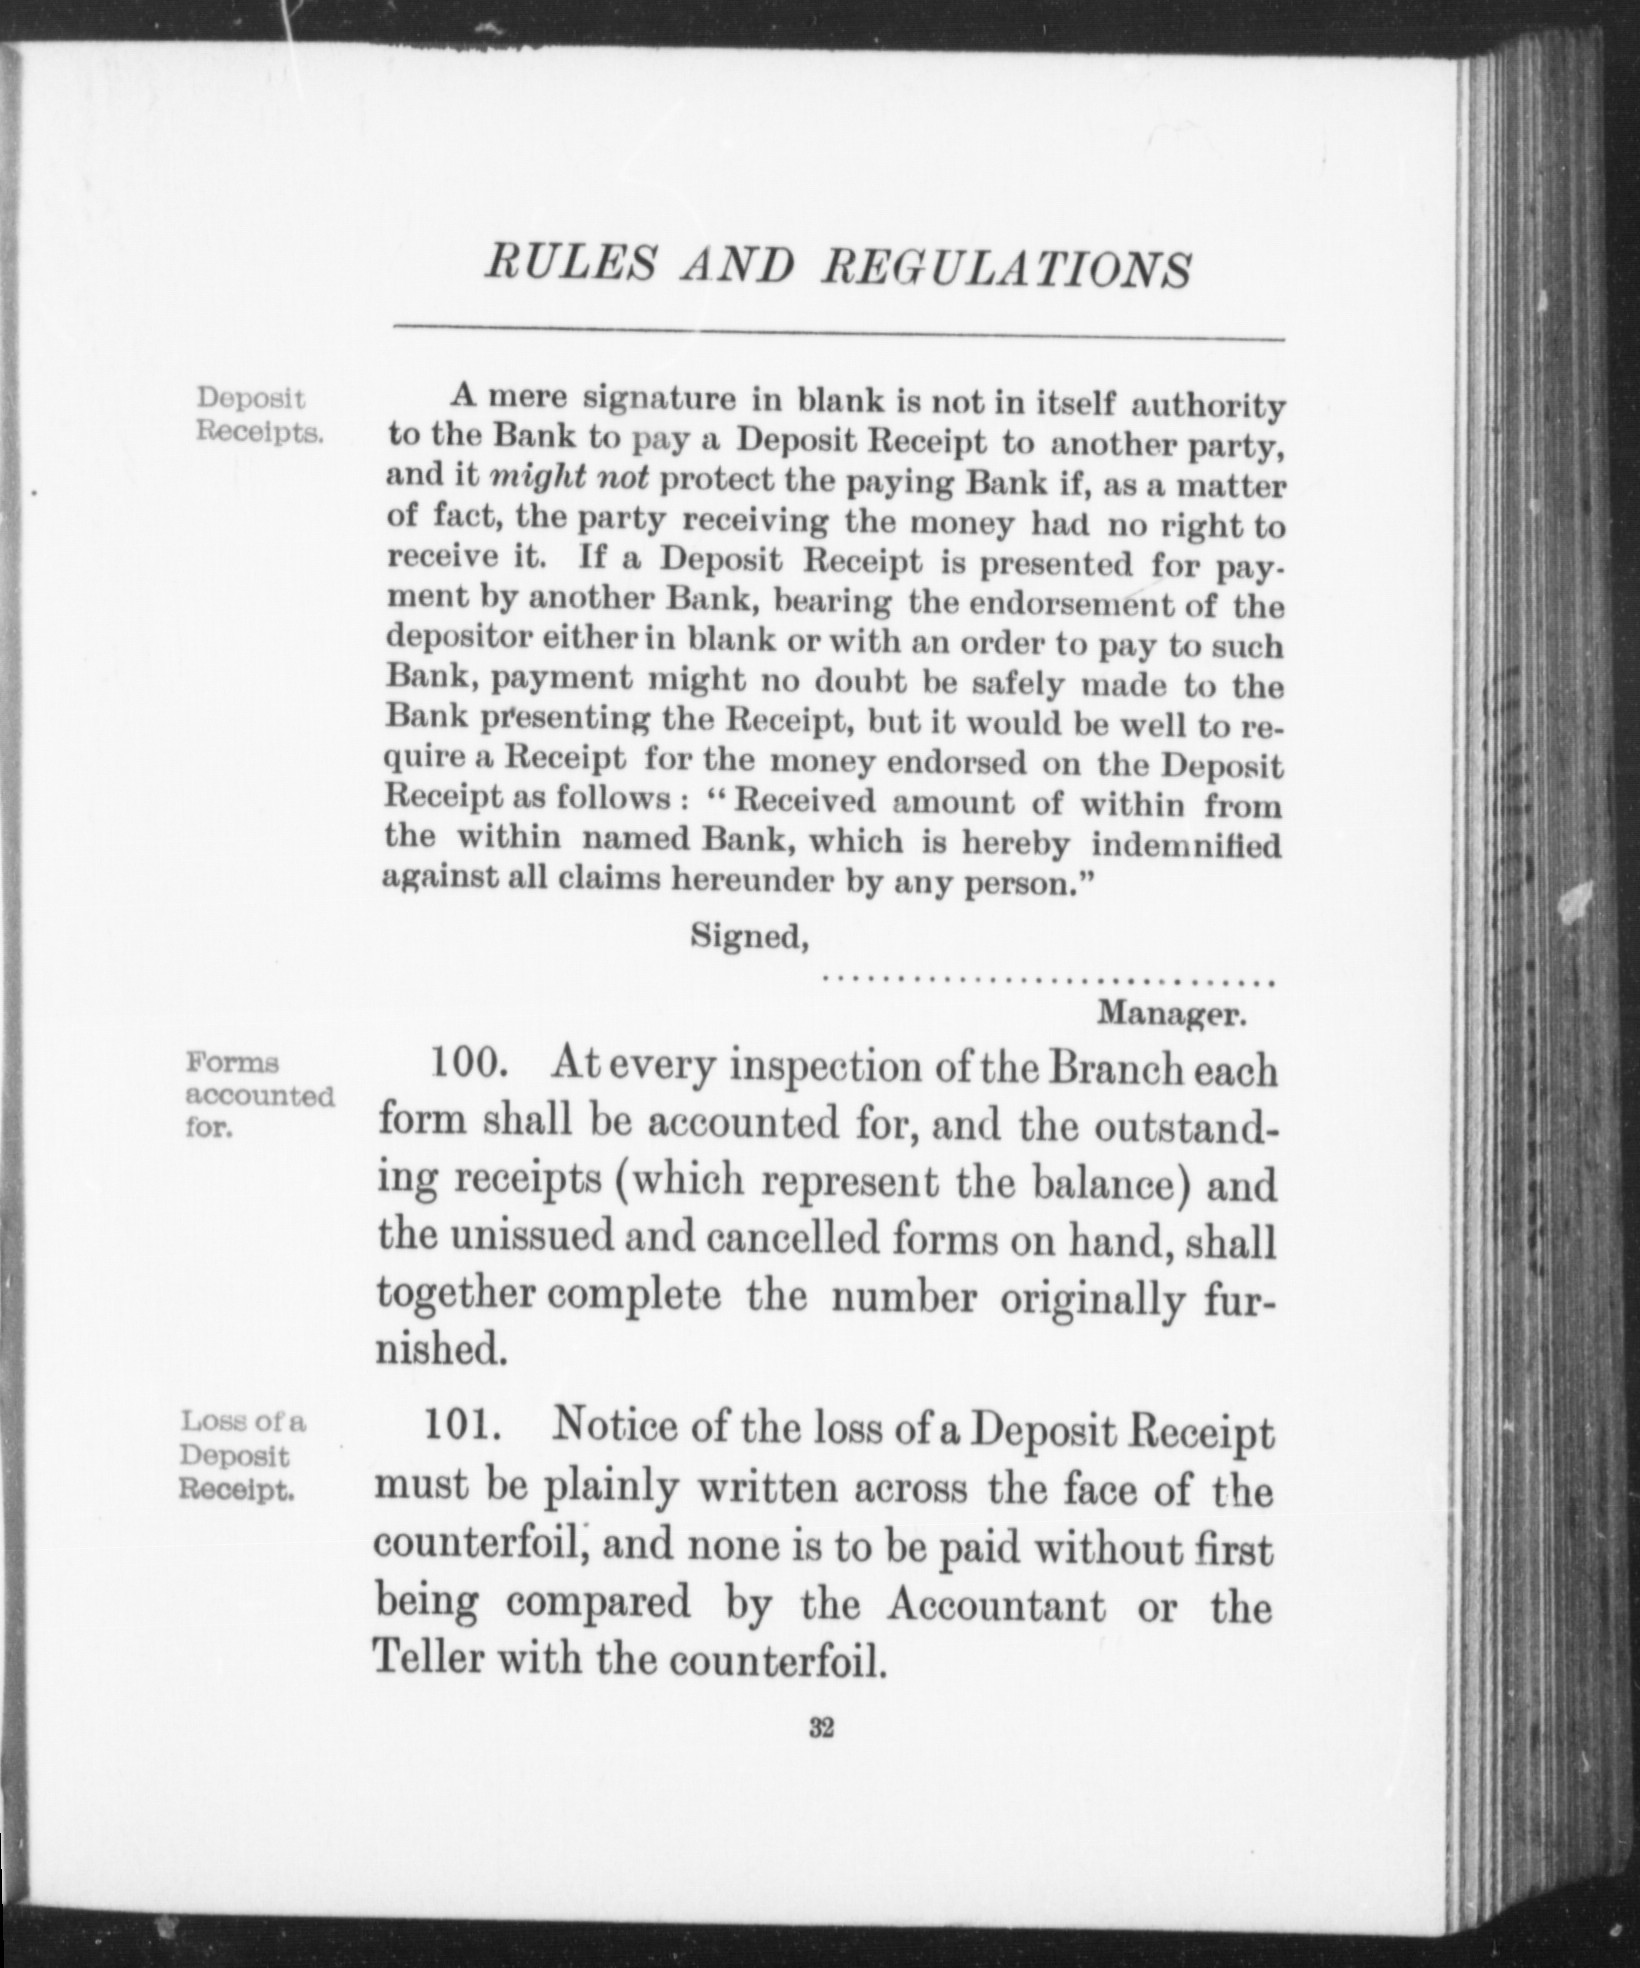 RULES AND REGULATIONS
Deposit
Receipts.
A mere signature in blank is not in itself authority
to the Bank to pay a Deposit Receipt to another party,
and it might not protect the paying Bank if, as a matter
of fact, the party receiving the money had no right to
receive it. If a Deposit Receipt is presented for pay-
ment by another Bank, bearing the endorsement of the
depositor either in blank or with an order to pay to such
Bank, payment might no doubt be safely made to the
Bank presenting the Receipt, but it would be well to re-
quire a Receipt for the money endorsed on the Deposit
Receipt as follows : “ Received amount of within from
the within named Bank, which is hereby indemnified
against all claims hereunder by any person.”
Signed,
...............................
Manager.
Forms
accounted
for.
100. At every inspection of the Branch each
form shall be accounted for, and the outstand-
ing receipts (which represent the balance) and
the unissued and cancelled forms on hand, shall
together complete the number originally fur-
nished.
Loss of a
Deposit
Receipt.
101. Notice of the loss of a Deposit Receipt
must be plainly written across the face of the
counterfoil, and none is to be paid without first
being compared by the Accountant or the
Teller with the counterfoil.
32